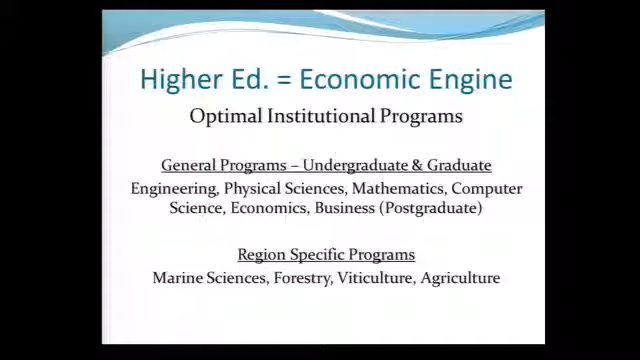 Higher Ed. = Economic Engine
Optimal Institutional Programs
General Programs – Undergraduate & Graduate
Engineering, Physical Sciences, Mathematics, Computer
Science, Economics, Business (Postgraduate)
Region Specific Programs
Marine Sciences, Forestry, Viticulture, Agriculture